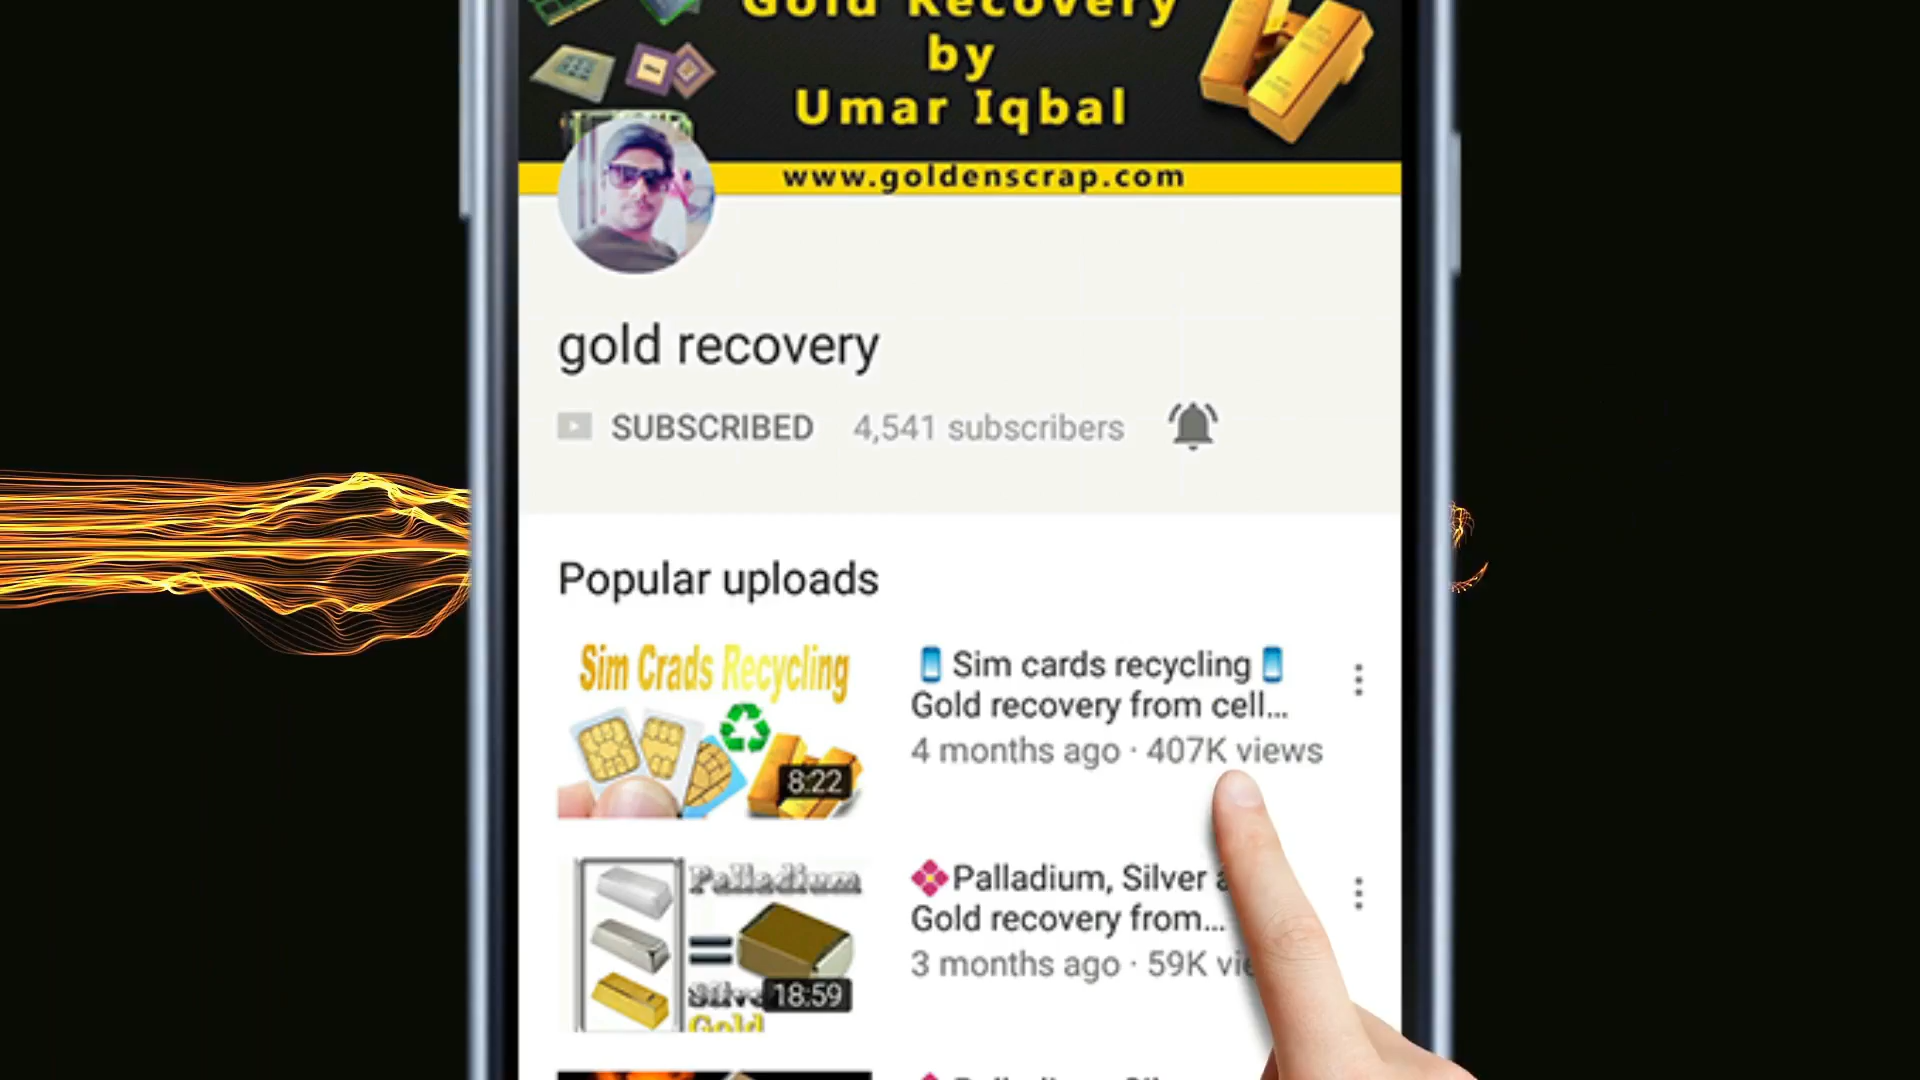 Gold Recovery
by
Umar Iqbal
www.goldenscrap.com
gold recovery
SUBSCRIBED 4,541 subscribers
Popular uploads
Sim Crads Recycling
8:22
Sim cards recycling
Gold recovery from cell...
4 months ago · 407K views
Palladium
Gold
18:59
Palladium, Silver
Gold recovery from...
3 months ago · 59K